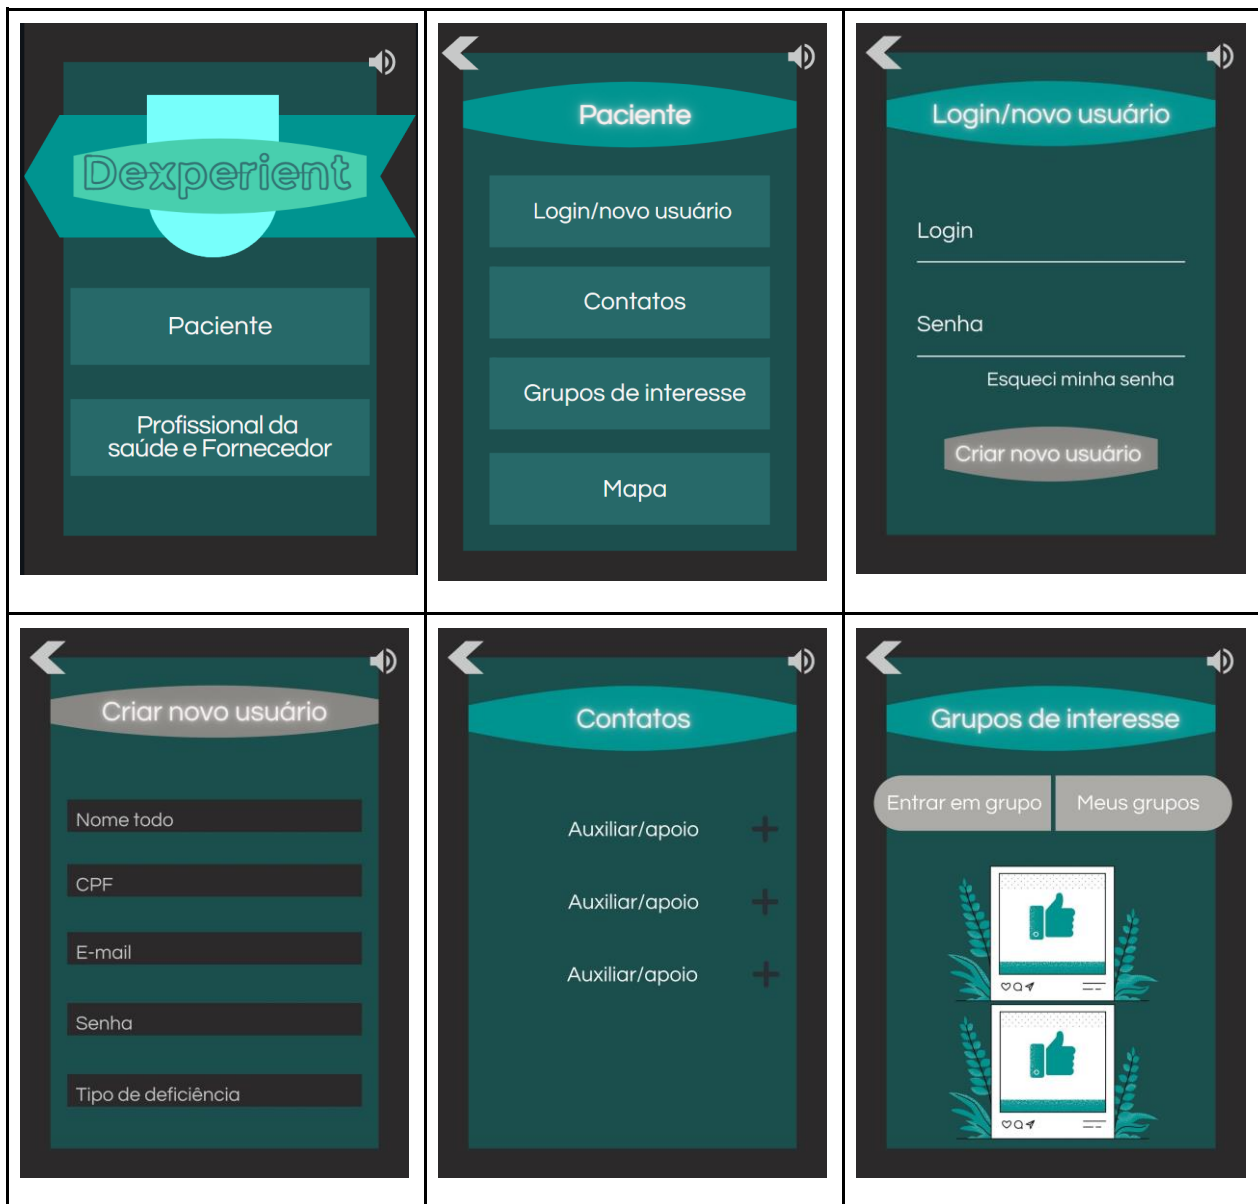 Dexperient
Paciente
Profissional da
saúde e Fornecedor
Paciente
Login/novo usuário
Contatos
Grupos de interesse
Mapa
Login/novo usuário
Login
Senha
Esqueci minha senha
Criar novo usuário
Criar novo usuário
Nome todo
CPF
E-mail
Senha
Tipo de deficiência
Contatos
Auxiliar/apoio
Auxiliar/apoio
Auxiliar/apoio
Grupos de interesse
Entrar em grupo
Meus grupos